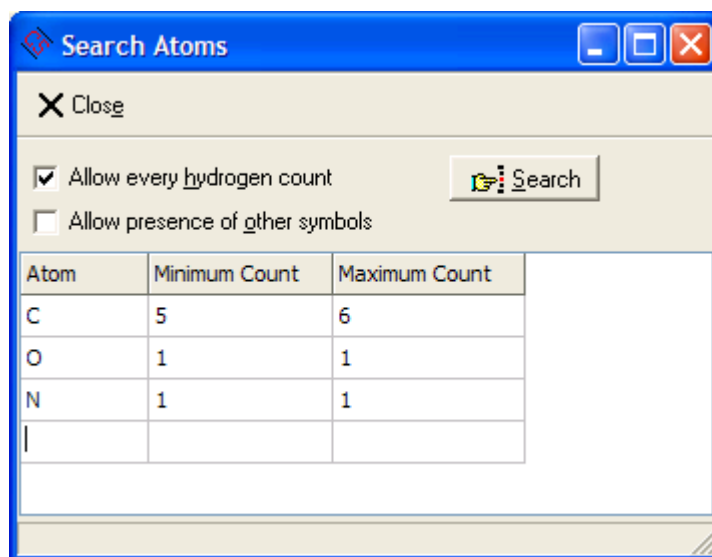 Search Atoms
Close
Allow every hydrogen count
Search
Allow presence of other symbols
Atom Minimum Count Maximum Count
C 5 6
O 1 1
N 1 1